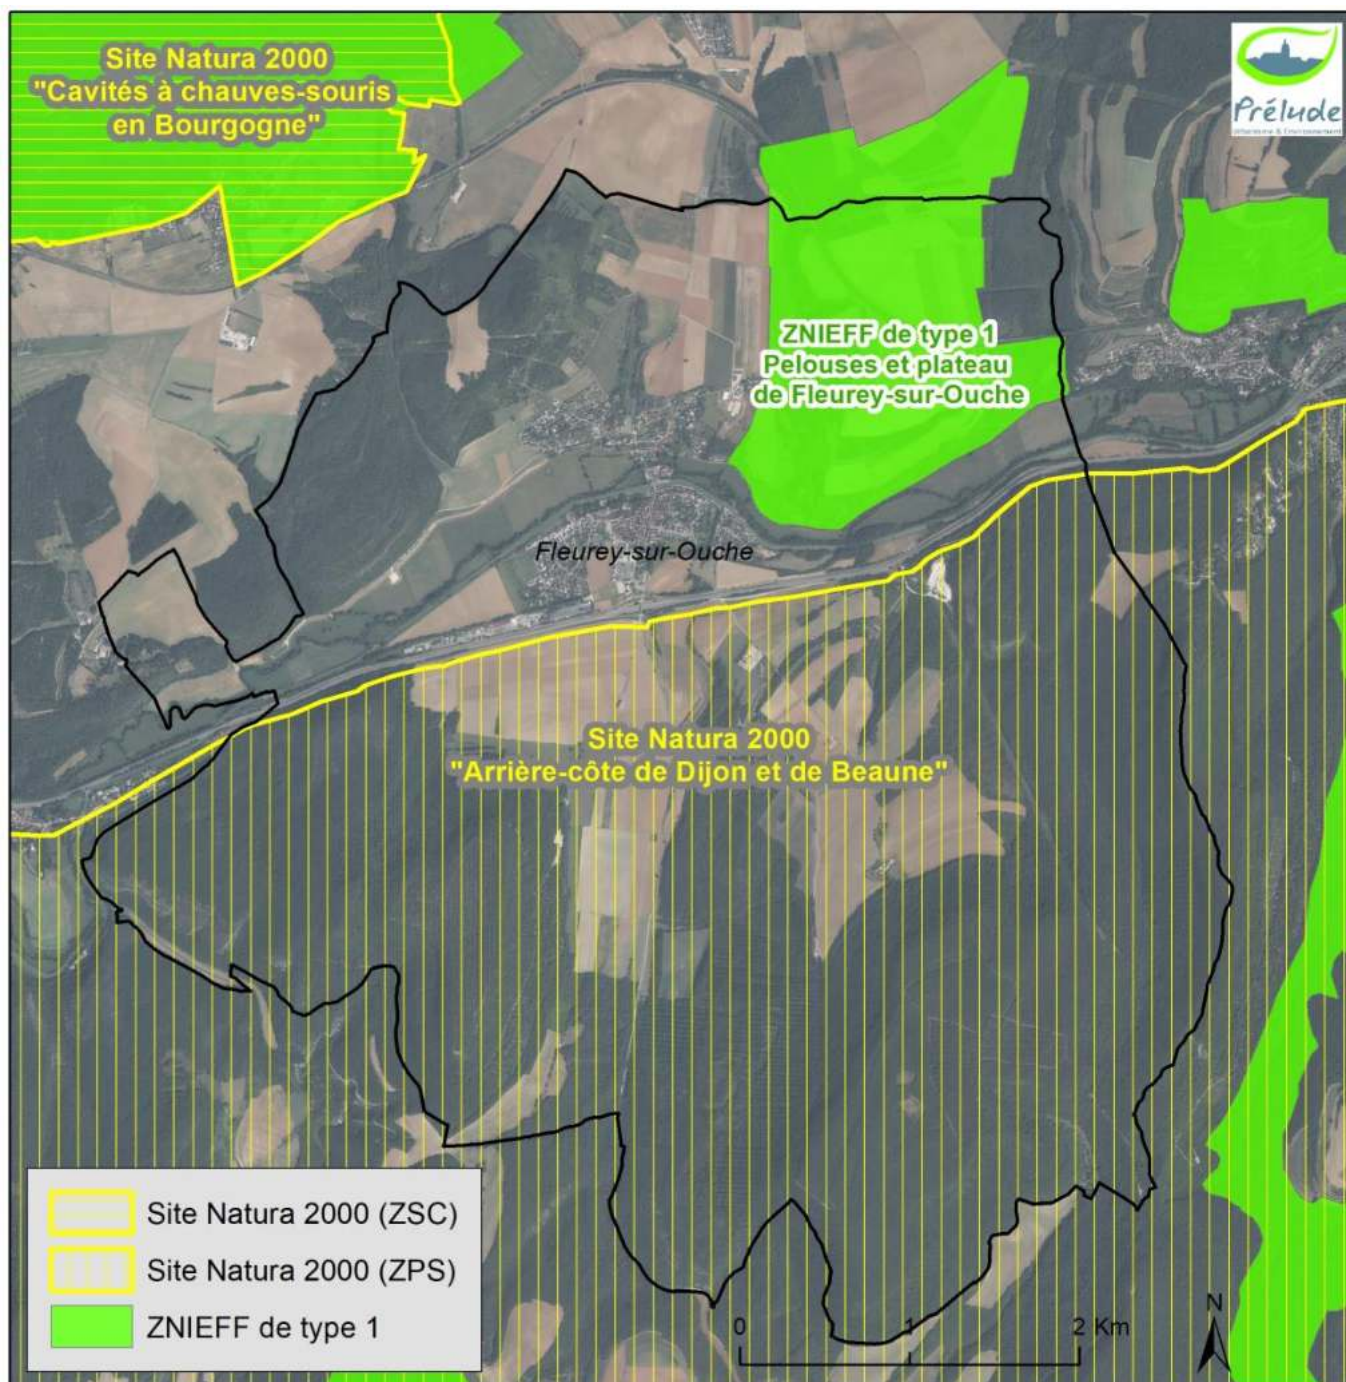 Site Natura 2000
"Cavités à chauves-souris
en Bourgogne"
Prélude
Urbanisme & Environnement
ZNIEFF de type 1
Pelouses et plateau
de Fleurey-sur-Ouche
Fleurey-sur-Ouche
Site Natura 2000
"Arrière-côte de Dijon et de Beaune"
Site Natura 2000 (ZSC)
Site Natura 2000 (ZPS)
ZNIEFF de type 1
0 1 2 Km
N